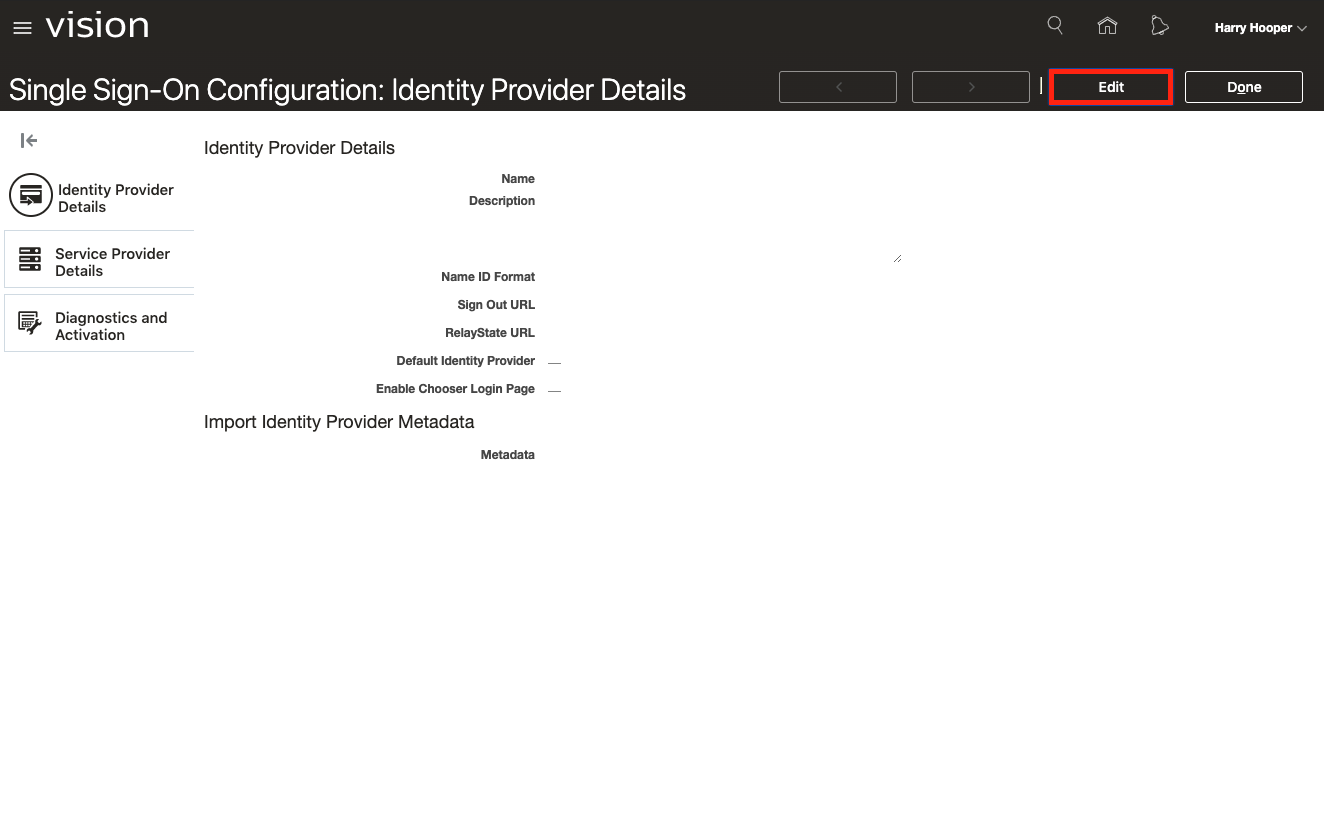 vision
Harry Hooper
Single Sign-On Configuration: Identity Provider Details
Edit
Done
Identity Provider
Details
Service Provider
Details
Diagnostics and
Activation
Identity Provider Details
Name
Description
Name ID Format
Sign Out URL
RelayState URL
Default Identity Provider —
Enable Chooser Login Page —
Import Identity Provider Metadata
Metadata